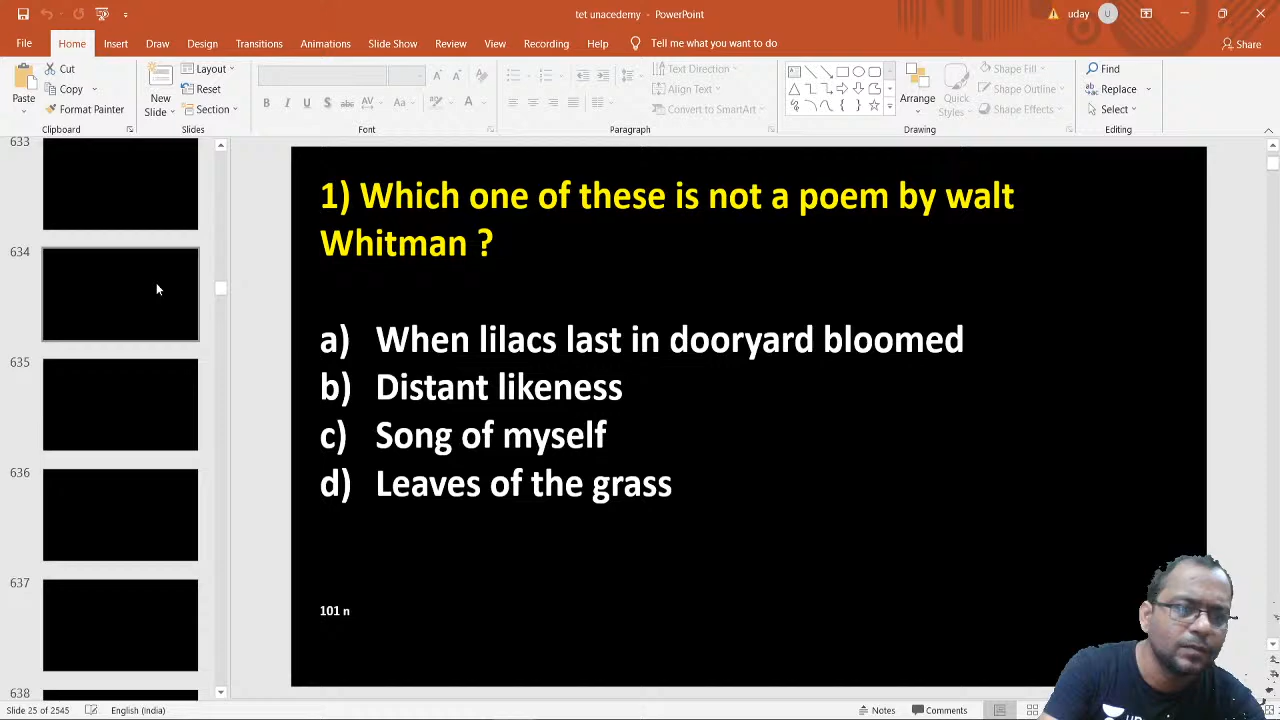 tet unacedemy - PowerPoint
uday
U
File
Home
Insert
Draw
Design
Transitions
Animations
Slide Show
Review
View
Recording
Help
Tell me what you want to do
Share
Paste
Cut
Copy
Format Painter
Clipboard
New Slide
Layout
Reset
Section
Slides
Font
Text Direction
Align Text
Convert to SmartArt
Paragraph
Arrange
Quick Styles
Shape Fill
Shape Outline
Shape Effects
Drawing
Find
Replace
Select
Editing
633
634
635
636
637
638
1) Which one of these is not a poem by walt
Whitman ?
a) When lilacs last in dooryard bloomed
b) Distant likeness
c) Song of myself
d) Leaves of the grass
101 n
Slide 25 of 2545
English (India)
Notes
Comments